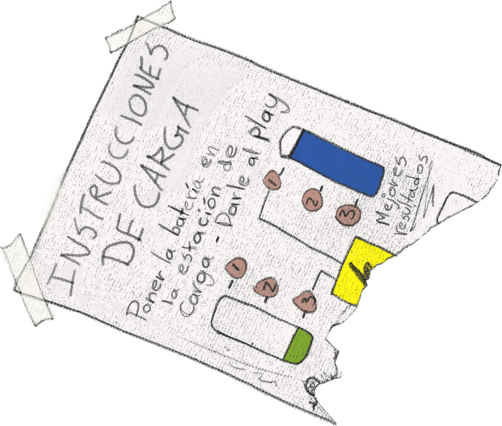 INSTRUCCIONES
DE CARGA
Poner la batería en
la estación de
Carga - Darle al play
1
2
3
Mejores
resultados
-1
-2
-3